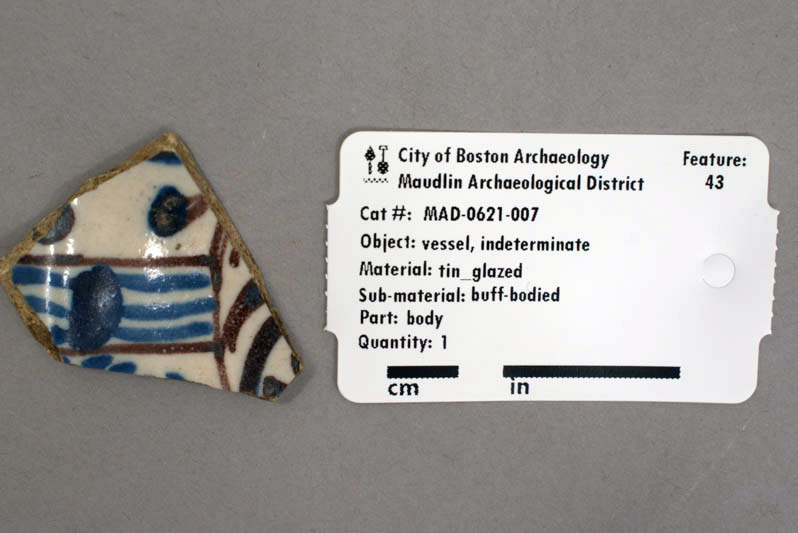 City of Boston Archaeology
Maudlin Archaeological District
Feature:
43
Cat #: MAD-0621-007
Object: vessel, indeterminate
Material: tin_glazed
Sub-material: buff-bodied
Part: body
Quantity: 1
cm in